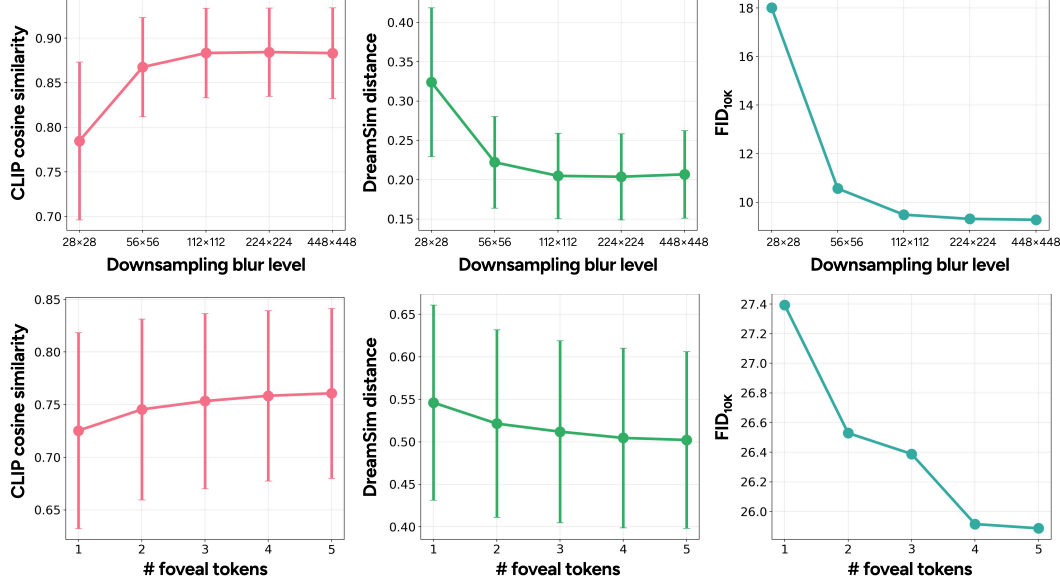 CLIP cosine similarity
0.90
0.85
0.80
0.75
0.70
28×28 56×56 112×112 224×224 448×448
Downsampling blur level
DreamSim distance
0.40
0.35
0.30
0.25
0.20
0.15
28×28 56×56 112×112 224×224 448×448
Downsampling blur level
FID10K
18
16
14
12
10
28×28 56×56 112×112 224×224 448×448
Downsampling blur level
CLIP cosine similarity
0.85
0.80
0.75
0.70
0.65
1 2 3 4 5
# foveal tokens
DreamSim distance
0.65
0.60
0.55
0.50
0.45
0.40
1 2 3 4 5
# foveal tokens
FID10K
27.4
27.2
27.0
26.8
26.6
26.4
26.2
26.0
1 2 3 4 5
# foveal tokens